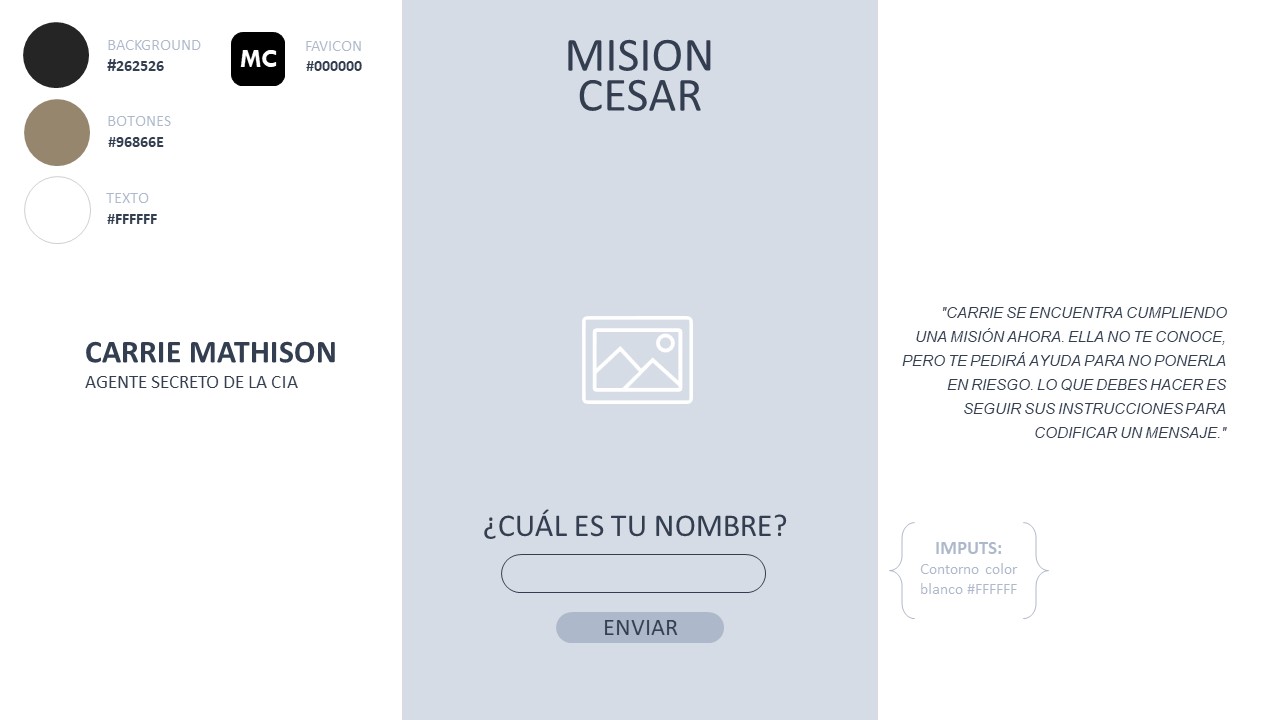 BACKGROUND
#262526
MC
FAVICON
#000000
BOTONES
#96866E
TEXTO
#FFFFFF
CARRIE MATHISON
AGENTE SECRETO DE LA CIA
MISION
CESAR
¿CUÁL ES TU NOMBRE?
ENVIAR
"CARRIE SE ENCUENTRA CUMPLIENDO
UNA MISIÓN AHORA. ELLA NO TE CONOCE,
PERO TE PEDIRÁ AYUDA PARA NO PONERLA
EN RIESGO. LO QUE DEBES HACER ES
SEGUIR SUS INSTRUCCIONES PARA
CODIFICAR UN MENSAJE."
IMPUTS:
Contorno color
blanco #FFFFFF